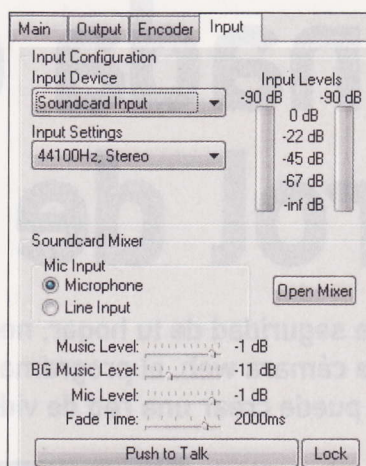 Main Output Encoder Input
Input Configuration
Input Device
Soundcard Input
Input Settings
44100Hz, Stereo
Input Levels
-90 dB -90 dB
0 dB
-22 dB
-45 dB
-67 dB
-inf dB
Soundcard Mixer
Mic Input
Microphone
Line Input
Open Mixer
Music Level: -1 dB
BG Music Level: -11 dB
Mic Level: -1 dB
Fade Time: 2000ms
Push to Talk Lock